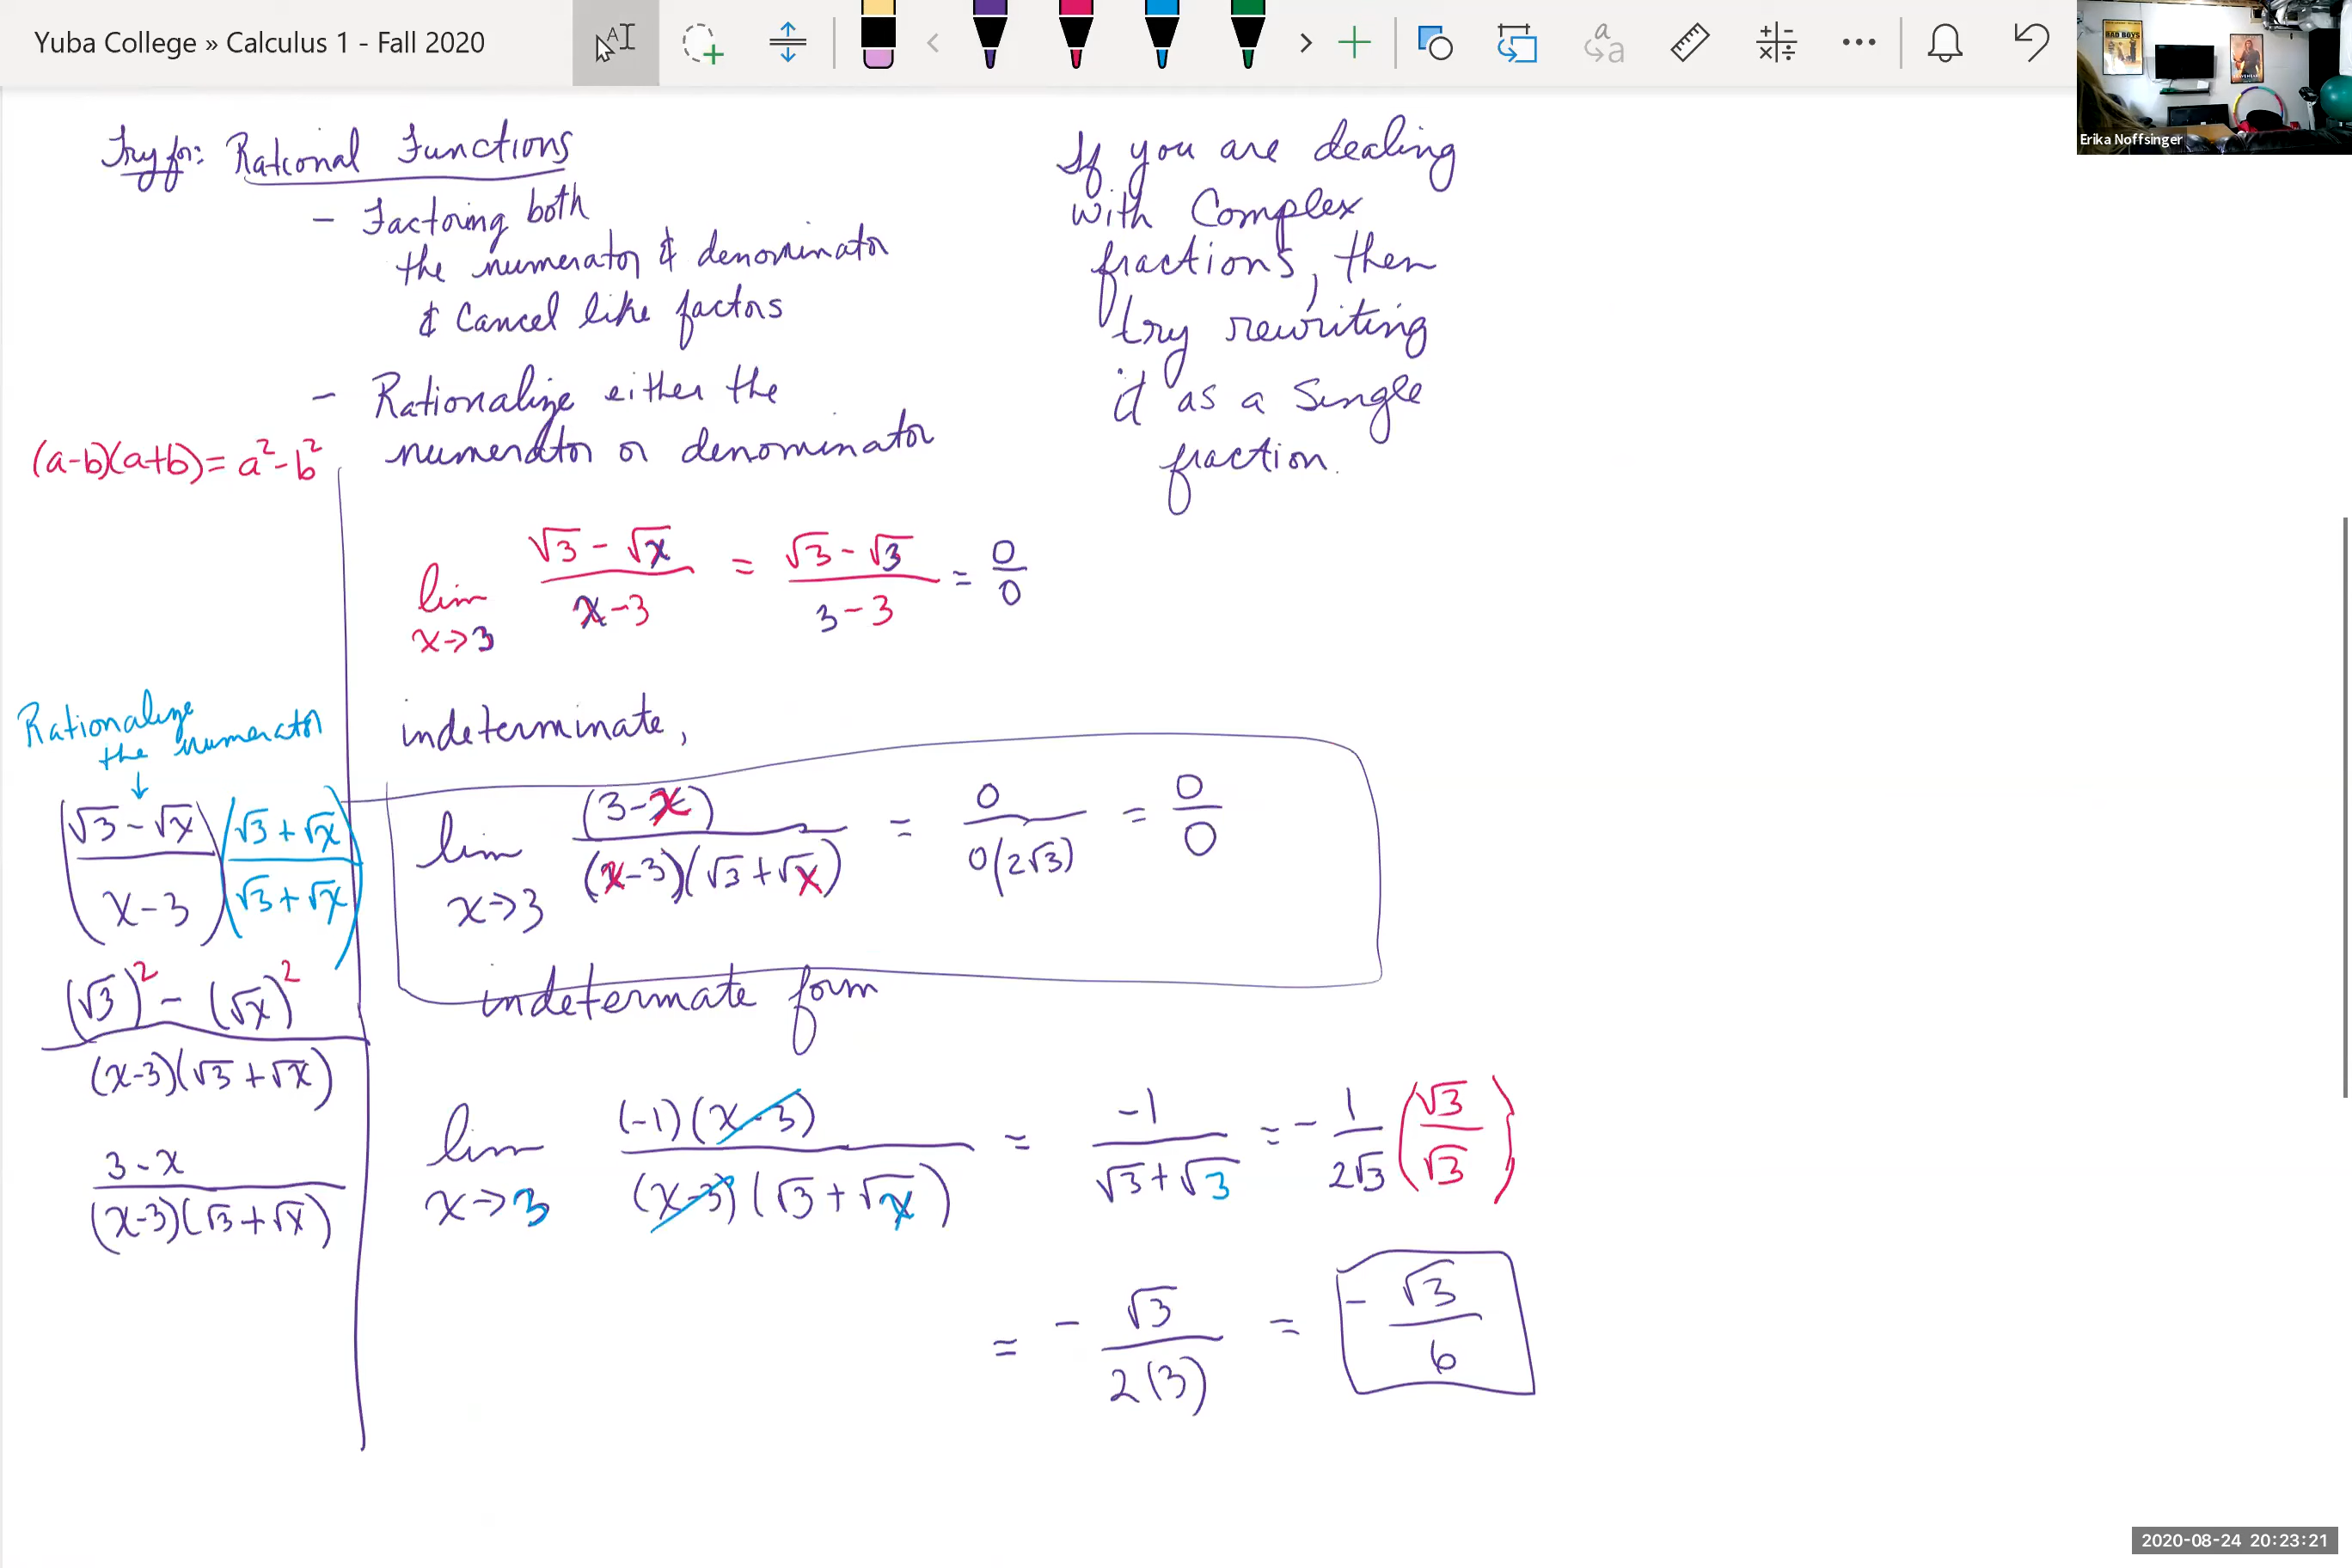 Yuba College » Calculus 1 - Fall 2020
Erika Noffsinger
Try for: Rational Functions
- Factoring both
the numerator & denominator
& Cancel like factors
- Rationalize either the
numerator or denominator
If you are dealing
with Complex
fractions, then
try rewriting
it as a Single
fraction.
(a-b)(a+b) = a² - b²
lim x→3 (√3 - √x)/(x-3) = (√3 - √3)/(3-3) = 0/0
indeterminate,
Rationalize
the numerator
↓
((√3 - √x)/(x-3)) ((√3 + √x)/(√3 + √x))
((√3)² - (√x)²)/((x-3)(√3 + √x))
(3-x)/((x-3)(√3 + √x))
lim x→3 (3-x)/((x-3)(√3 + √x)) = 0/(0(2√3)) = 0/0
indetermate form
lim x→3 ((-1)(x-3))/((x-3)(√3 + √x)) = -1/(√3 + √3) = - 1/(2√3) (√3/√3)
= - √3/(2(3)) = - √3/6
2020-08-24 20:23:21